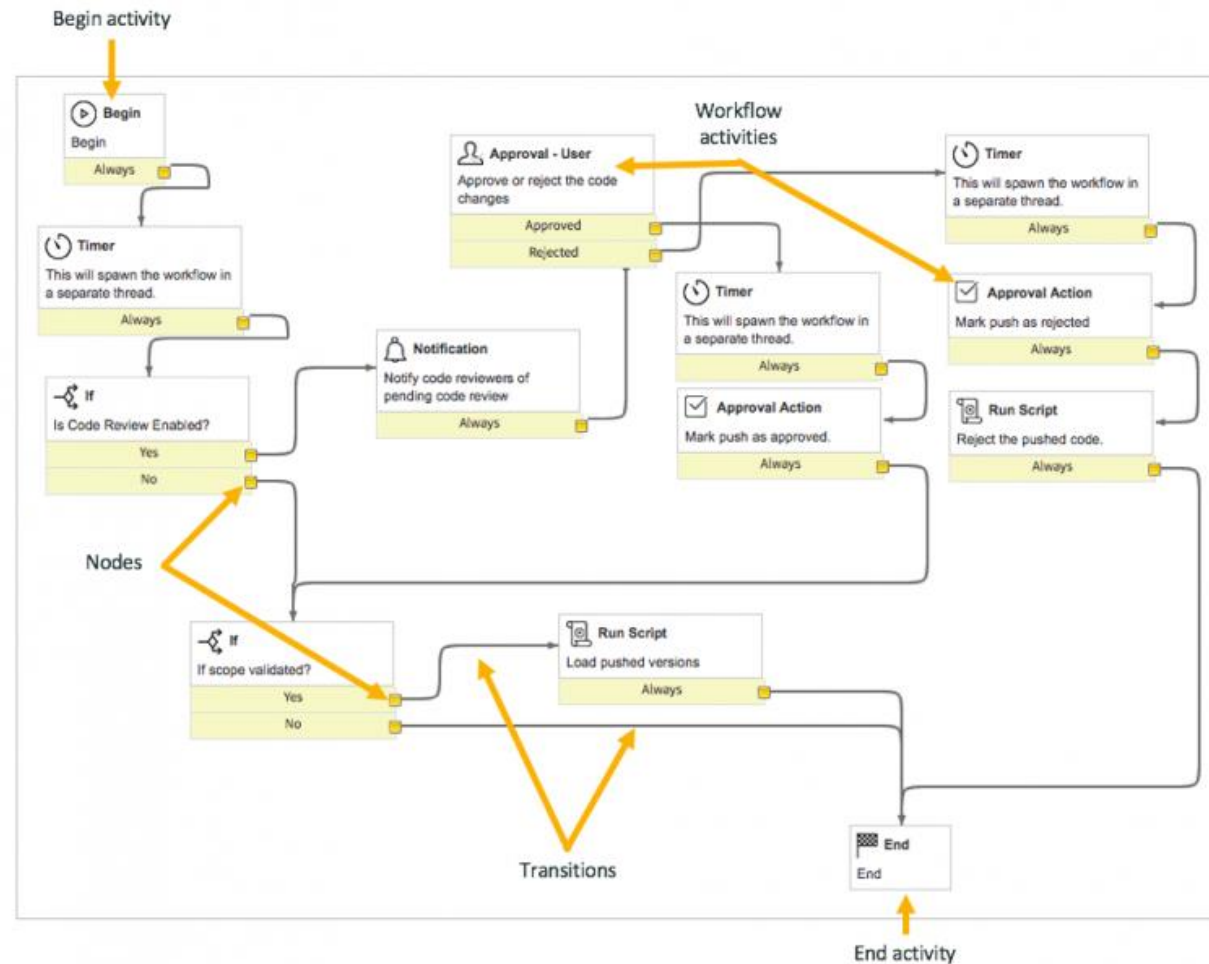 Begin activity
Begin
Begin
Always
Timer
This will spawn the workflow in
a separate thread.
Always
If
Is Code Review Enabled?
Yes
No
Notification
Notify code reviewers of
pending code review
Always
Workflow
activities
Approval - User
Approve or reject the code
changes
Approved
Rejected
Timer
This will spawn the workflow in
a separate thread.
Always
Approval Action
Mark push as approved.
Always
Timer
This will spawn the workflow in
a separate thread.
Always
Approval Action
Mark push as rejected
Always
Run Script
Reject the pushed code.
Always
Nodes
If
If scope validated?
Yes
No
Run Script
Load pushed versions
Always
Transitions
End
End
End activity